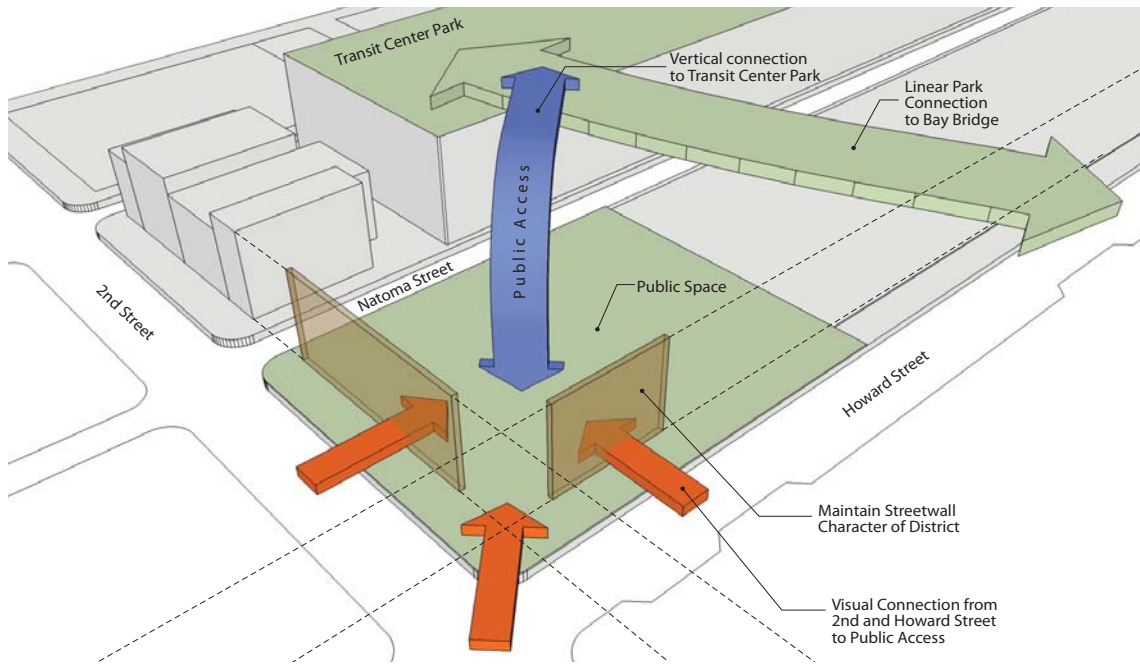 Transit Center Park
Vertical connection
to Transit Center Park
Linear Park
Connection
to Bay Bridge
Public Access
2nd Street
Natoma Street
Public Space
Howard Street
Maintain Streetwall
Character of District
Visual Connection from
2nd and Howard Street
to Public Access